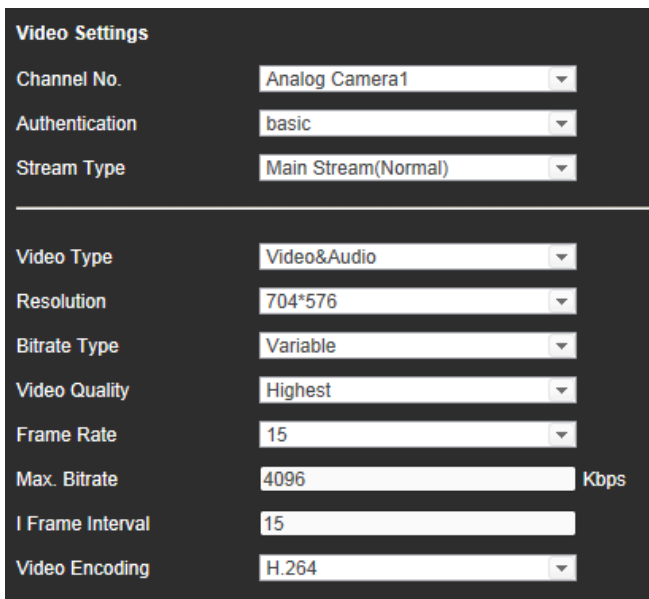 Video Settings
Channel No. Analog Camera1
Authentication basic
Stream Type Main Stream(Normal)
Video Type Video&Audio
Resolution 704*576
Bitrate Type Variable
Video Quality Highest
Frame Rate 15
Max. Bitrate 4096 Kbps
I Frame Interval 15
Video Encoding H.264